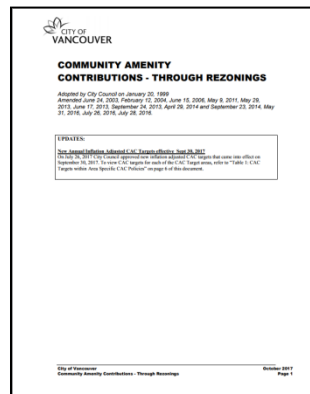 CITY OF
VANCOUVER
COMMUNITY AMENITY
CONTRIBUTIONS - THROUGH REZONINGS
Adopted by City Council on January 20, 1999
Amended June 24, 2003, February 12, 2004, June 15, 2006, May 9, 2011, May 29,
2013, June 17, 2013, September 24, 2013, April 29, 2014 and September 23, 2014, May
31, 2016, July 26, 2016, July 28, 2016.
UPDATES:
New Annual Inflation Adjusted CAC Targets effective Sept 30, 2017
On July 26, 2017 City Council approved new inflation-adjusted CAC targets that came into effect on
September 30, 2017. To view CAC targets for each of the CAC Target areas, refer to "Table 1: CAC
Targets within Area Specific CAC Policies" on page 6 of this document.
City of Vancouver October 2017
Community Amenity Contributions - Through Rezonings Page 1